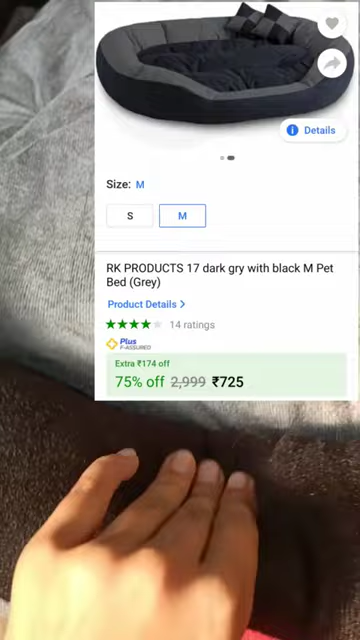 Details
Size: M
S
M
RK PRODUCTS 17 dark gry with black M Pet
Bed (Grey)
Product Details >
14 ratings
Plus
F-ASSURED
Extra ₹174 off
75% off 2,999 ₹725